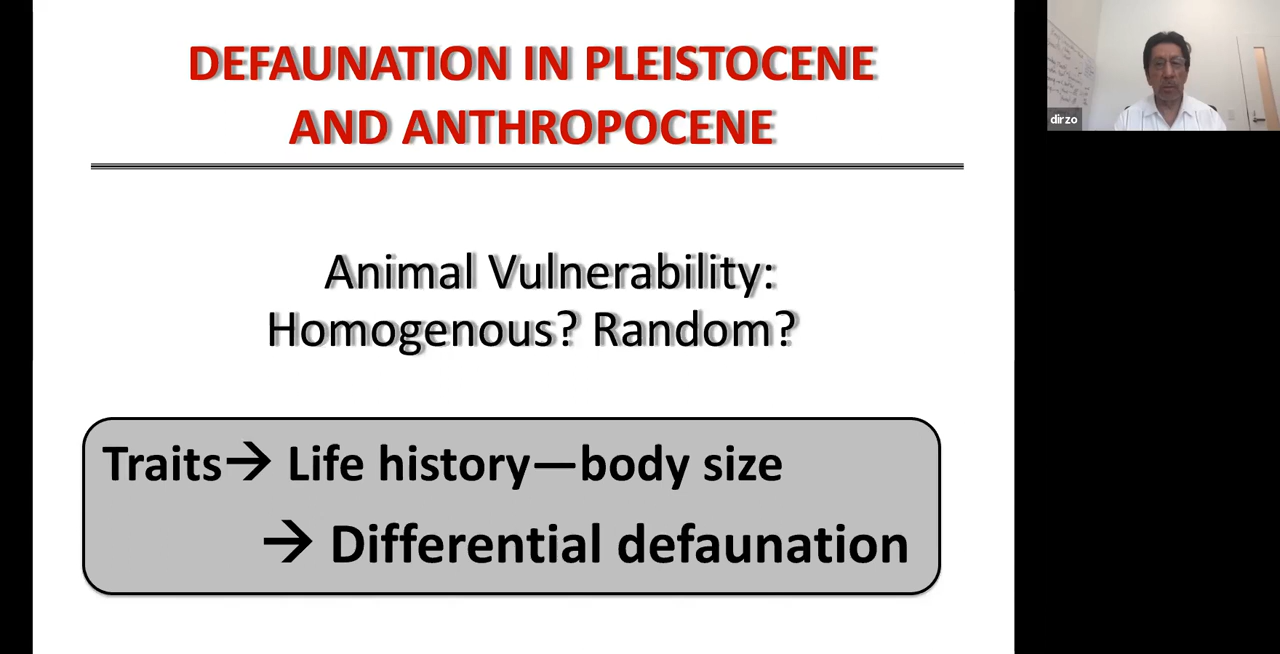 DEFAUNATION IN PLEISTOCENE
AND ANTHROPOCENE
Animal Vulnerability:
Homogenous? Random?
Traits→ Life history—body size
→ Differential defaunation
dirzo